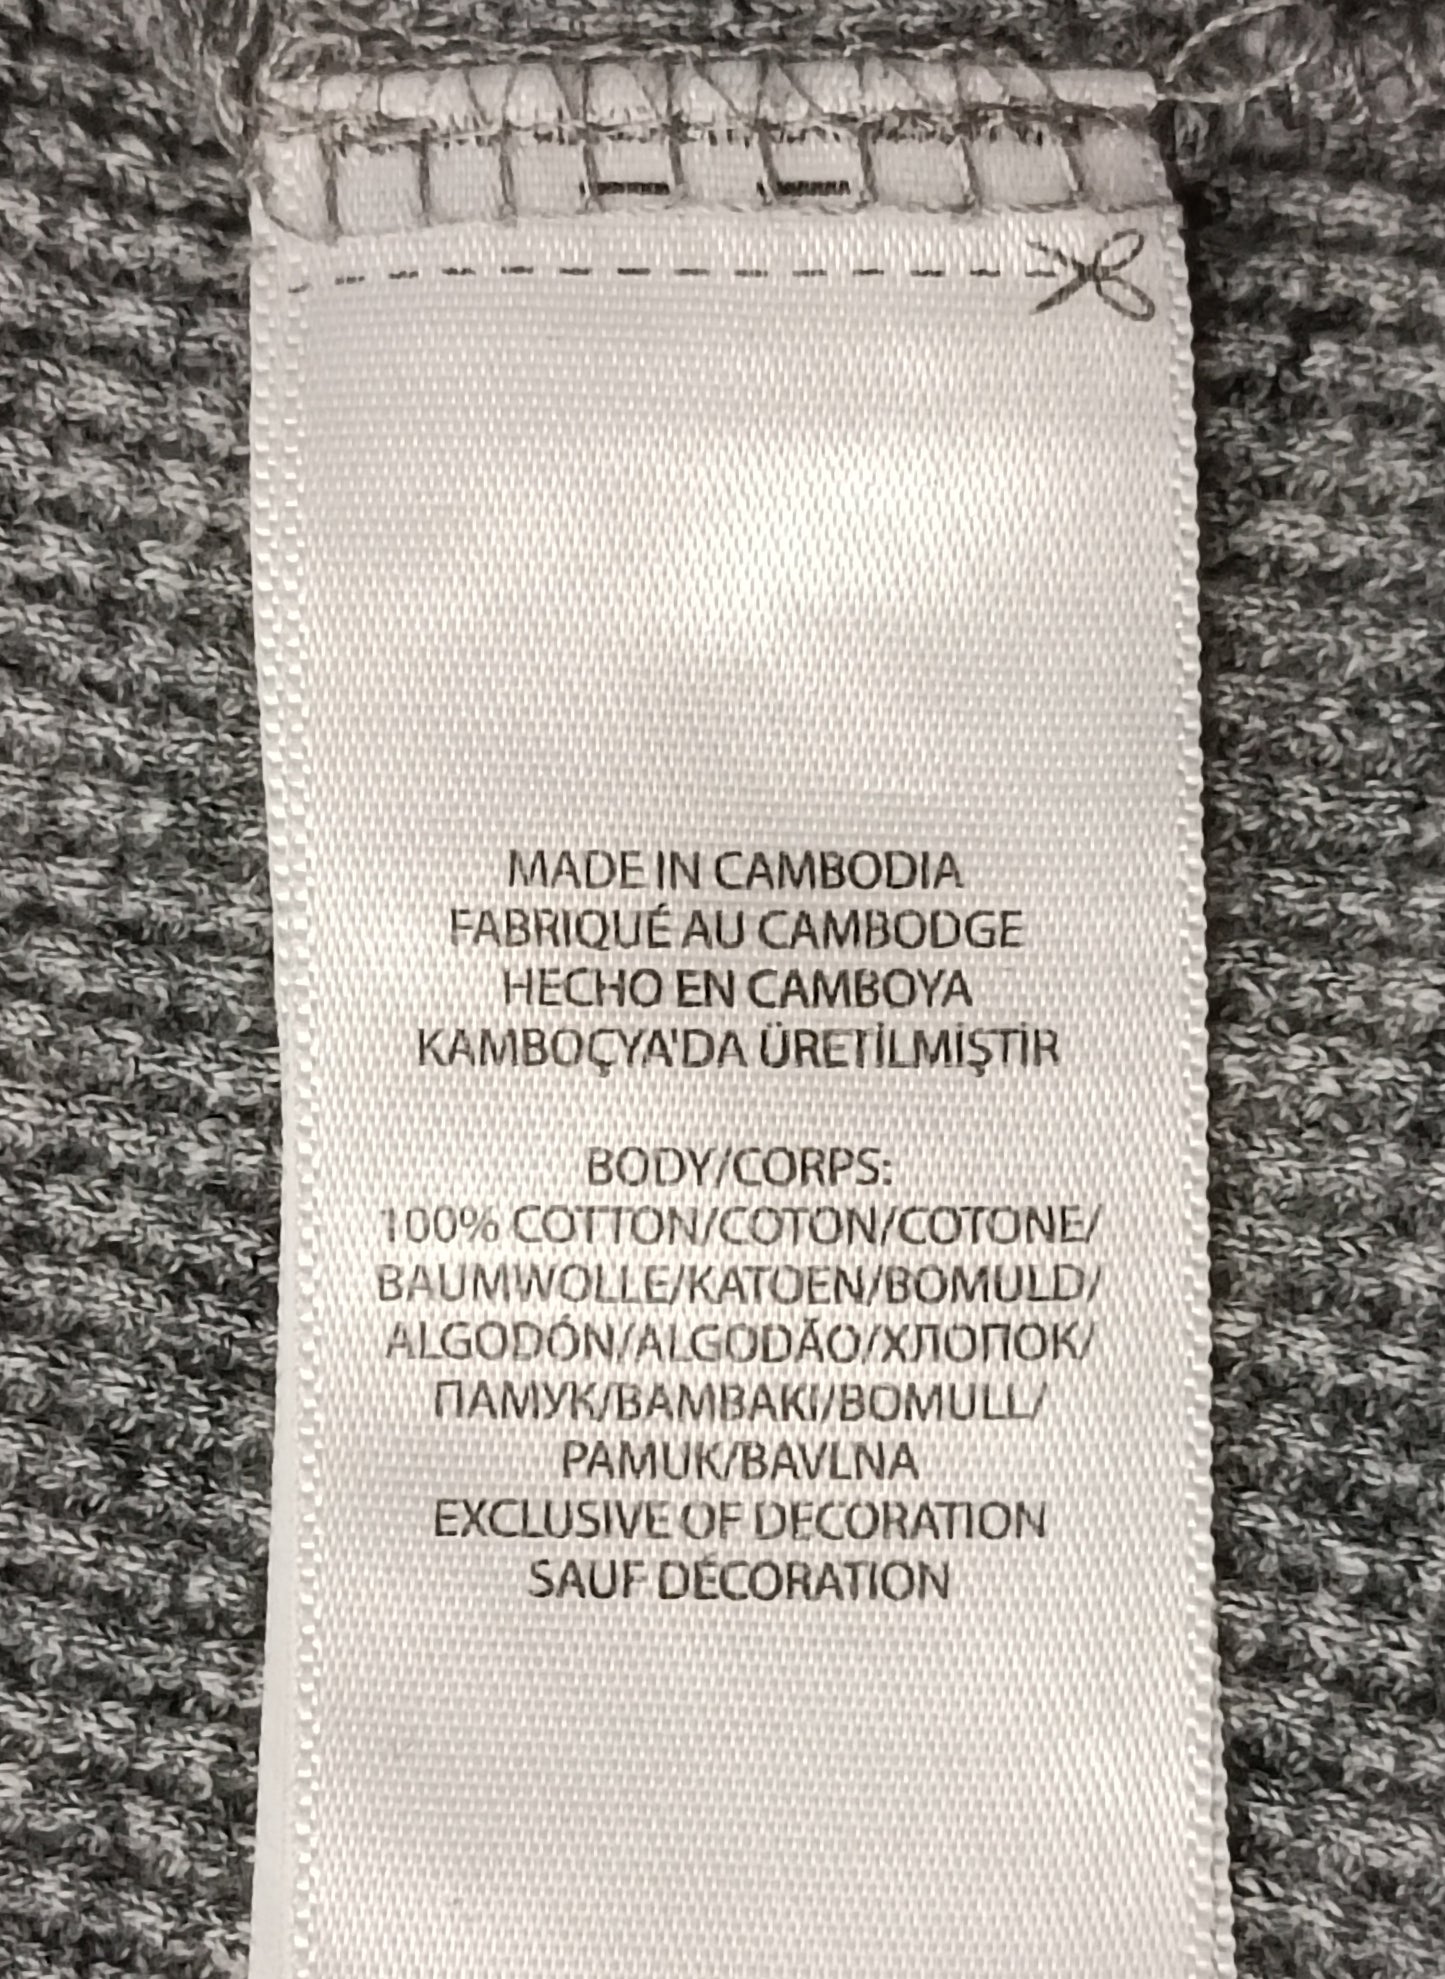 MADE IN CAMBODIA
FABRIQUÉ AU CAMBODGE
HECHO EN CAMBOYA
KAMBOÇYA'DA ÜRETİLMİŞTİR
BODY/CORPS:
100% COTTON/COTON/COTONE/
BAUMWOLLE/KATOEN/BOMULD/
ALGODÓN/ALGODÃO/ХЛОПОК/
ПАМУК/BAMBAKI/BOMULL/
PAMUK/BAVLNA
EXCLUSIVE OF DECORATION
SAUF DÉCORATION